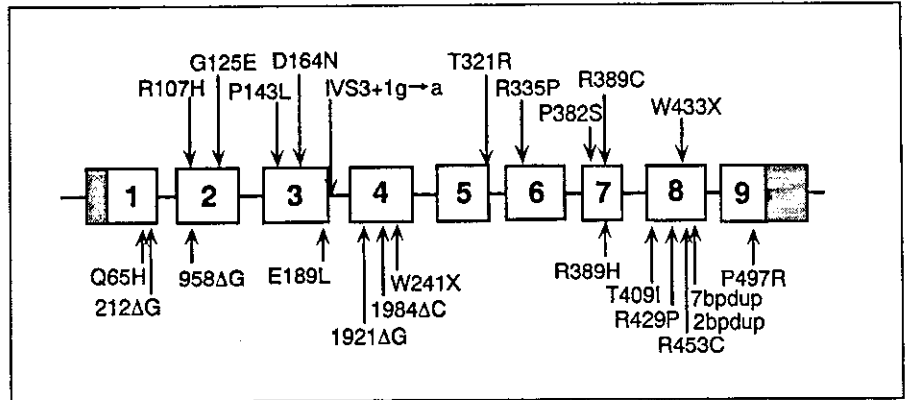 G125E D164N T321R
R107H P143L IVS3+1g→a R335P R389C
P382S W433X
1 2 3 4 5 6 7 8 9
Q65H 958ΔG E189L W241X R389H T409I 7bpdup P497R
212ΔG 1984ΔC R429P 2bpdup
1921ΔG R453C